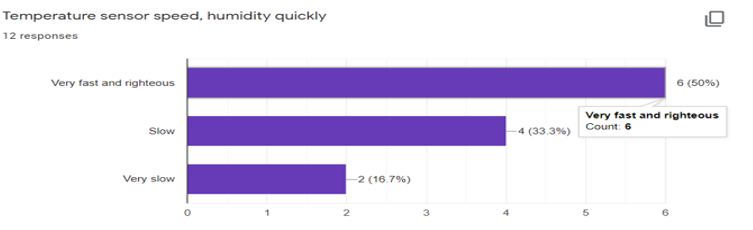 Temperature sensor speed, humidity quickly
12 responses
Very fast and righteous
6 (50%)
Very fast and righteous
Count: 6
Slow
4 (33.3%)
Very slow
2 (16.7%)
0 1 2 3 4 5 6